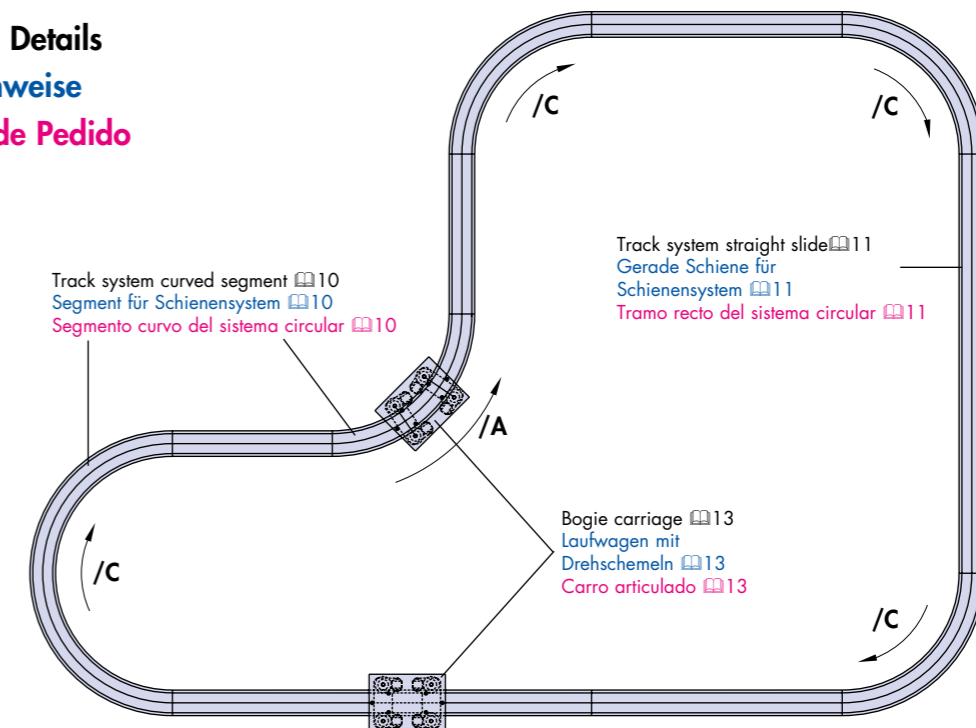 Details
weise
de Pedido
/C
/C
Track system curved segment 10
Segment für Schienensystem 10
Segmento curvo del sistema circular 10
Track system straight slide 11
Gerade Schiene für
Schienensystem 11
Tramo recto del sistema circular 11
/A
Bogie carriage 13
Laufwagen mit
Drehschemeln 13
Carro articulado 13
/C
/C